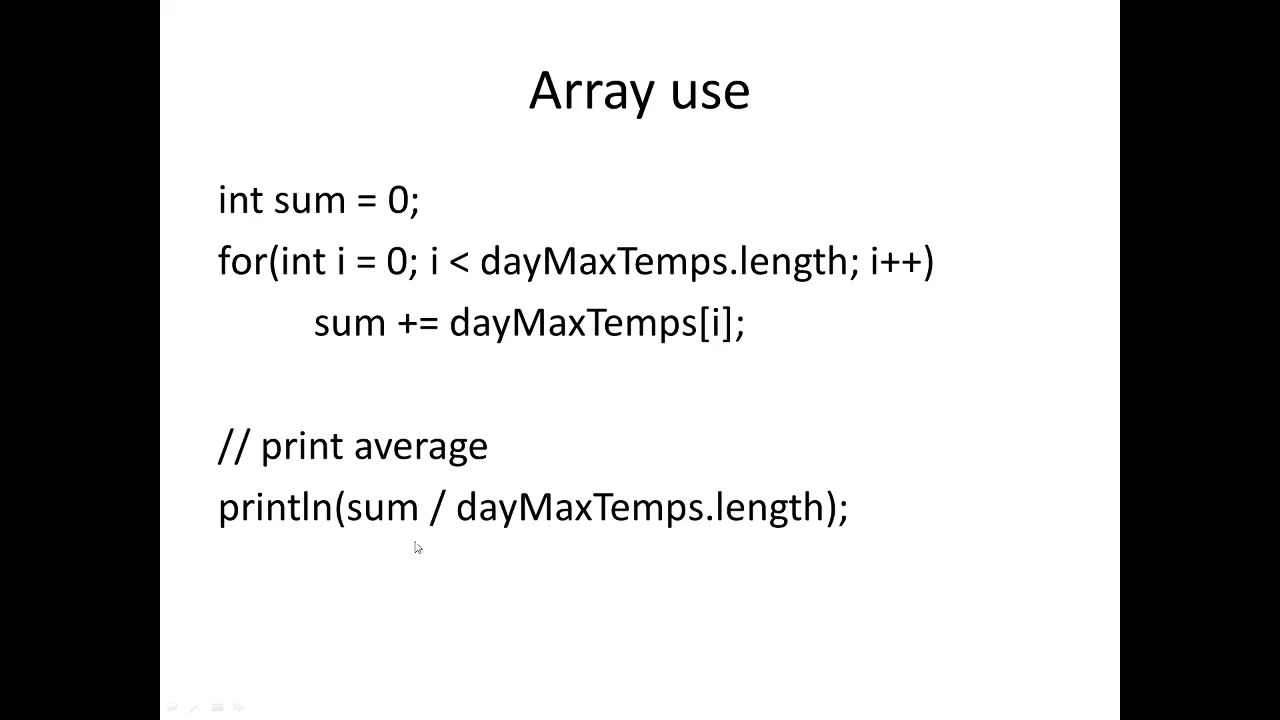 Array use
int sum = 0;
for(int i = 0; i < dayMaxTemps.length; i++)
sum += dayMaxTemps[i];
// print average
println(sum / dayMaxTemps.length);